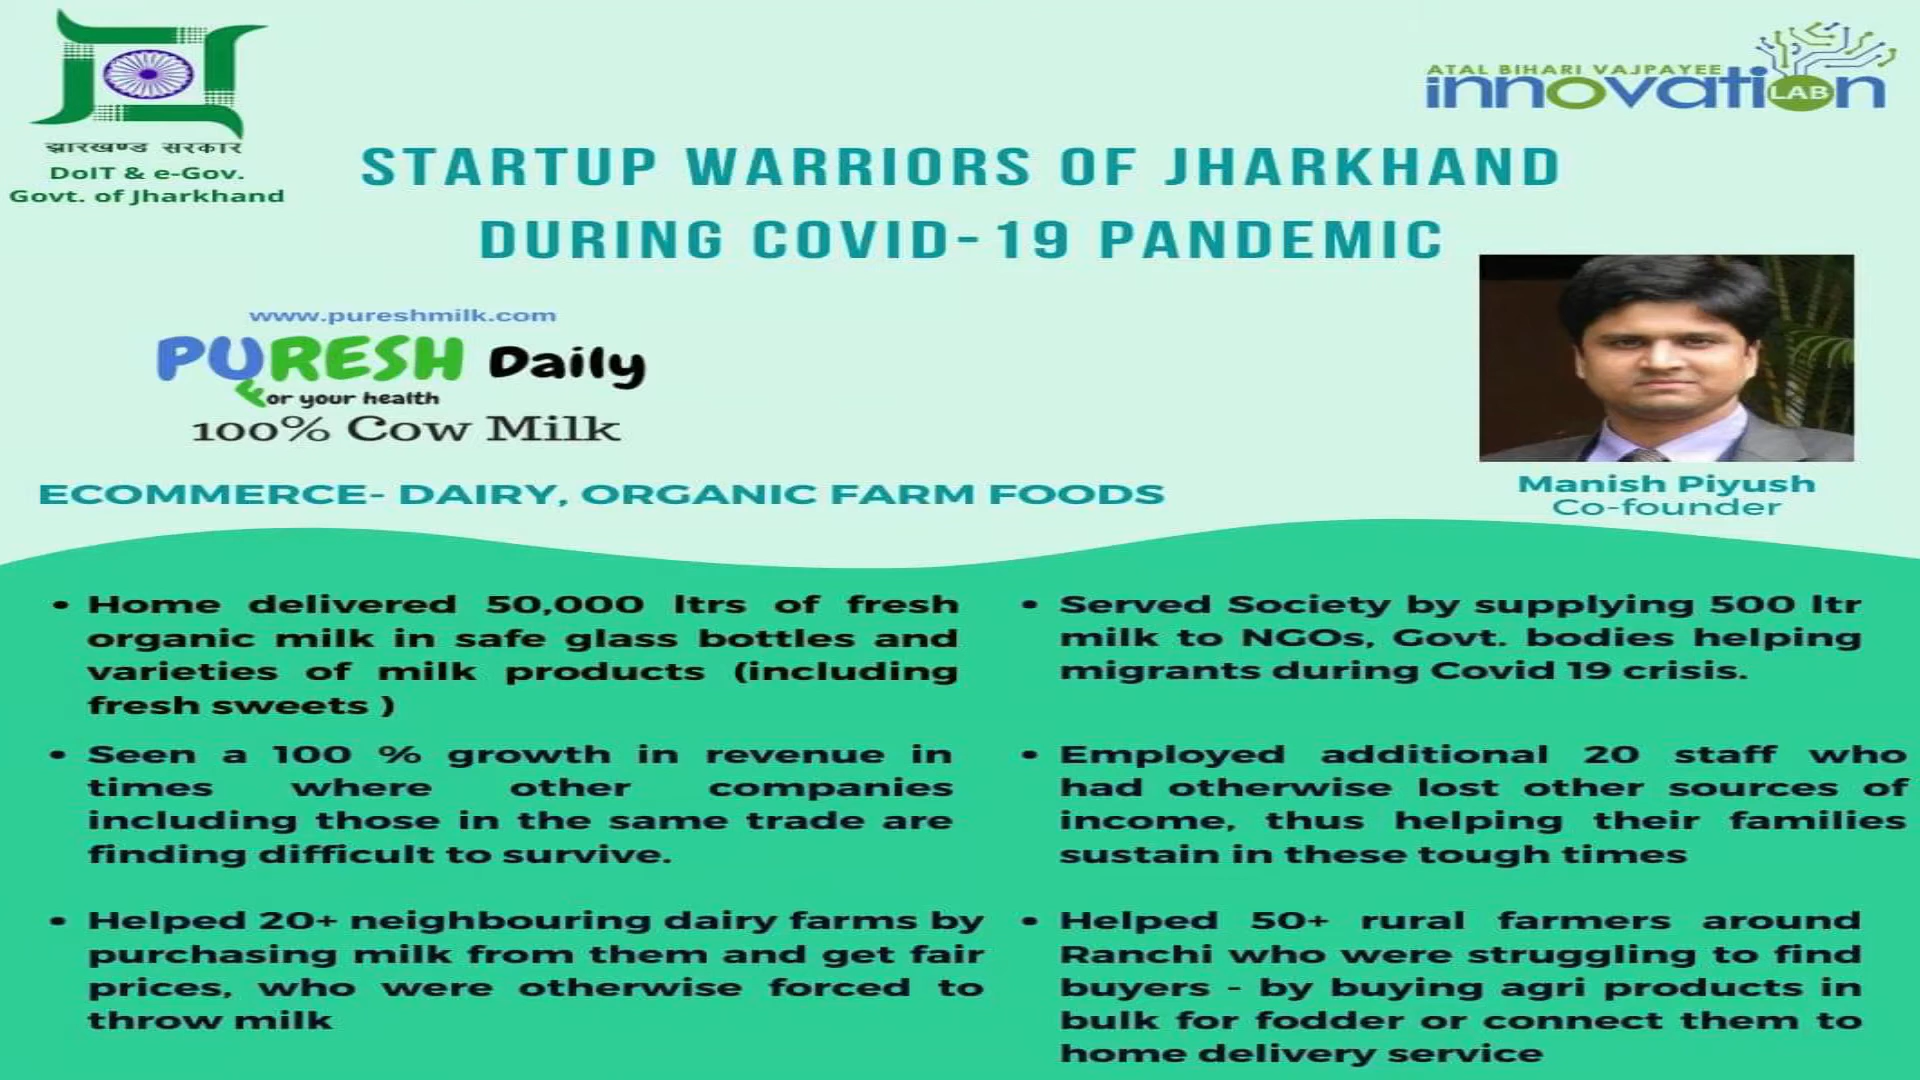 झारखण्ड सरकार
DoIT & e-Gov.
Govt. of Jharkhand
ATAL BIHARI VAJPAYEE
innovation
LAB
STARTUP WARRIORS OF JHARKHAND
DURING COVID-19 PANDEMIC
www.pureshmilk.com
PURESH Daily
For your health
100% Cow Milk
ECOMMERCE- DAIRY, ORGANIC FARM FOODS
Manish Piyush
Co-founder
• Home delivered 50,000 ltrs of fresh
organic milk in safe glass bottles and
varieties of milk products (including
fresh sweets )
• Seen a 100 % growth in revenue in
times where other companies
including those in the same trade are
finding difficult to survive.
• Helped 20+ neighbouring dairy farms by
purchasing milk from them and get fair
prices, who were otherwise forced to
throw milk
• Served Society by supplying 500 ltr
milk to NGOs, Govt. bodies helping
migrants during Covid 19 crisis.
• Employed additional 20 staff who
had otherwise lost other sources of
income, thus helping their families
sustain in these tough times
• Helped 50+ rural farmers around
Ranchi who were struggling to find
buyers - by buying agri products in
bulk for fodder or connect them to
home delivery service